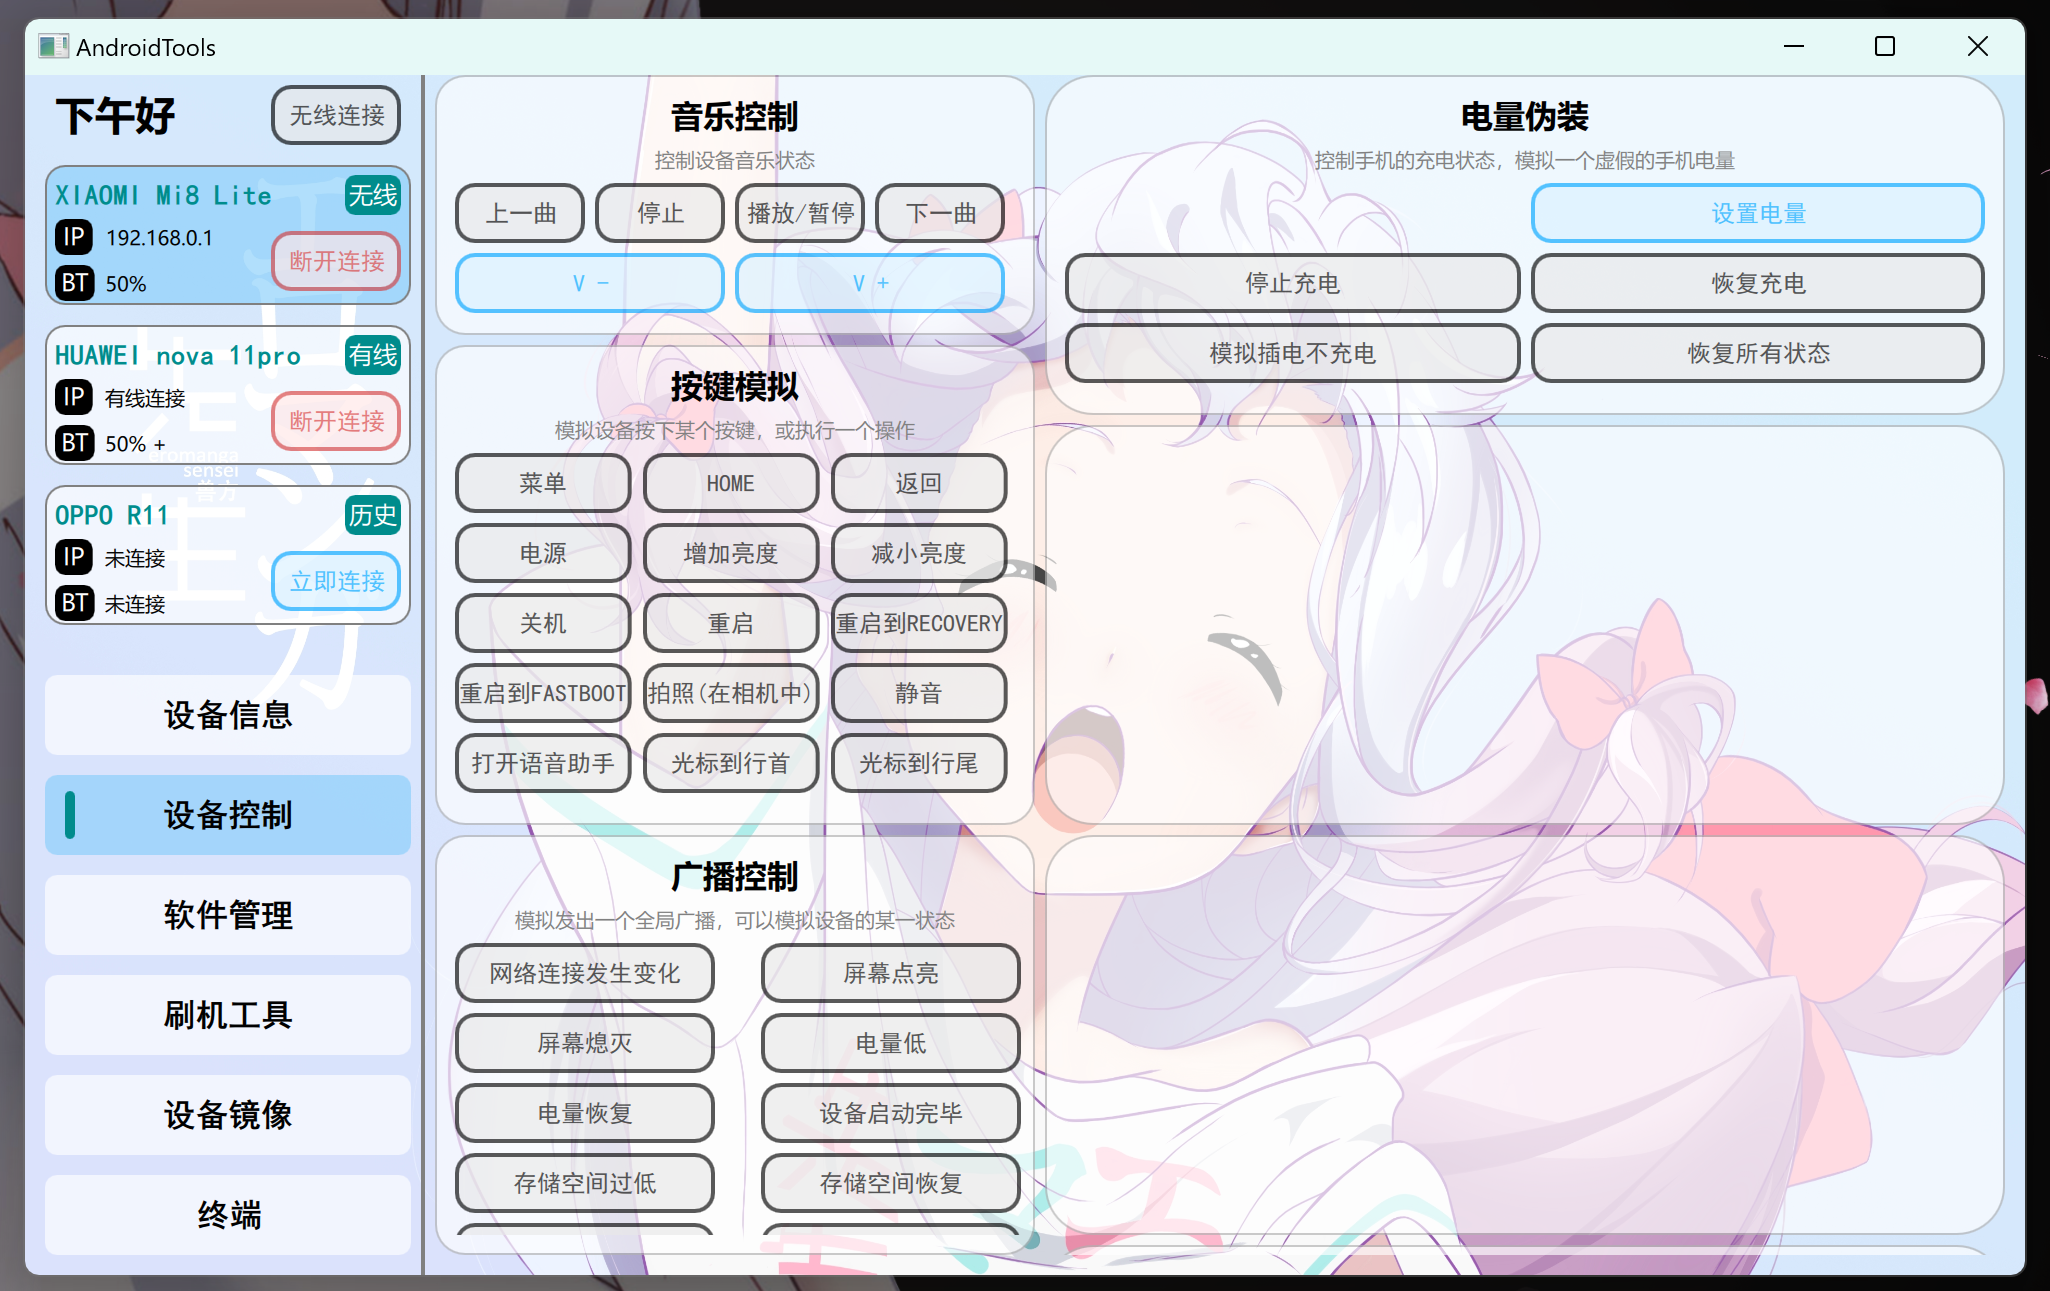 AndroidTools
下午好
无线连接
XIAOMI Mi8 Lite
无线
IP 192.168.0.1
BT 50%
断开连接
HUAWEI nova 11pro
有线
IP 有线连接
BT 50% +
断开连接
eromanga
sensei
OPPO R11
历史
IP 未连接
BT 未连接
立即连接
设备信息
设备控制
软件管理
刷机工具
设备镜像
终端
音乐控制
控制设备音乐状态
上一曲 停止 播放/暂停 下一曲
V - V +
按键模拟
模拟设备按下某个按键，或执行一个操作
菜单 HOME 返回
电源 增加亮度 减小亮度
关机 重启 重启到RECOVERY
重启到FASTBOOT 拍照(在相机中) 静音
打开语音助手 光标到行首 光标到行尾
广播控制
模拟发出一个全局广播，可以模拟设备的某一状态
网络连接发生变化 屏幕点亮
屏幕熄灭 电量低
电量恢复 设备启动完毕
存储空间过低 存储空间恢复
电量伪装
控制手机的充电状态，模拟一个虚假的手机电量
设置电量
停止充电 恢复充电
模拟插电不充电 恢复所有状态